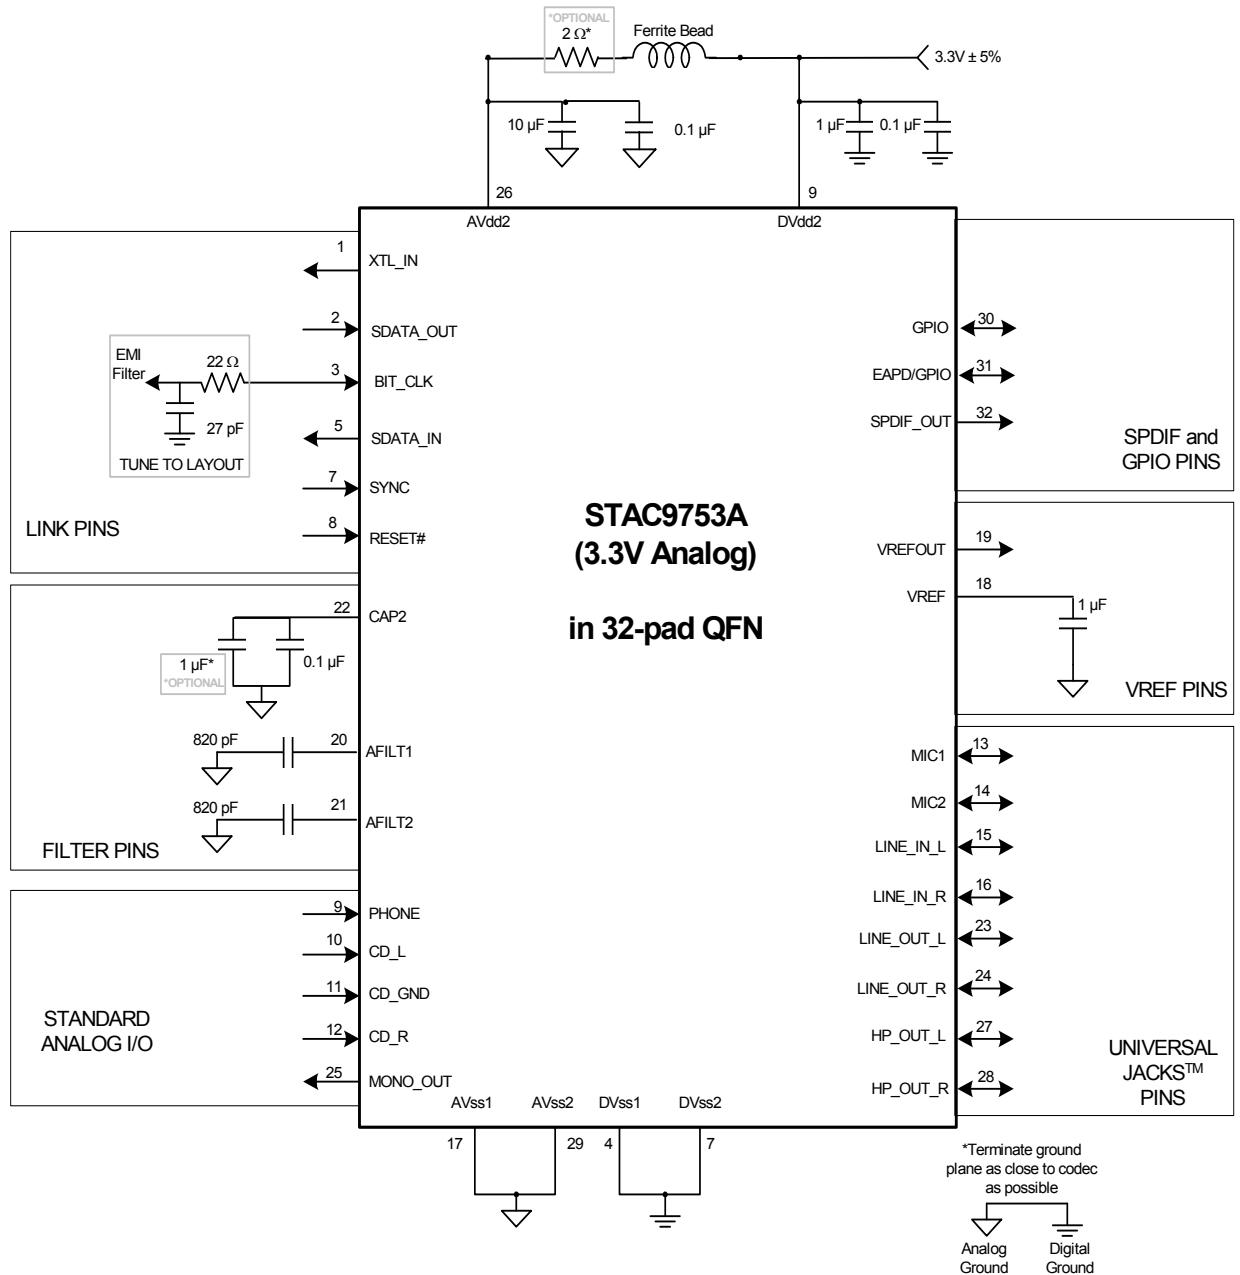 *OPTIONAL
2 Ω*
Ferrite Bead
3.3V ± 5%
10 µF
0.1 µF
1 µF
0.1 µF
26
9
AVdd2
DVdd2
1
XTL_IN
2
SDATA_OUT
EMI
Filter
22 Ω
27 pF
TUNE TO LAYOUT
3
BIT_CLK
5
SDATA_IN
7
SYNC
8
RESET#
LINK PINS
22
CAP2
1 µF*
*OPTIONAL
0.1 µF
820 pF
20
AFILT1
820 pF
21
AFILT2
FILTER PINS
9
PHONE
10
CD_L
11
CD_GND
12
CD_R
25
MONO_OUT
STANDARD
ANALOG I/O
STAC9753A
(3.3V Analog)
in 32-pad QFN
GPIO
30
EAPD/GPIO
31
SPDIF_OUT
32
SPDIF and
GPIO PINS
VREFOUT
19
VREF
18
1 µF
VREF PINS
MIC1
13
MIC2
14
LINE_IN_L
15
LINE_IN_R
16
LINE_OUT_L
23
LINE_OUT_R
24
HP_OUT_L
27
HP_OUT_R
28
UNIVERSAL
JACKS™
PINS
AVss1
AVss2
DVss1
DVss2
17
29
4
7
*Terminate ground
plane as close to codec
as possible
Analog
Ground
Digital
Ground